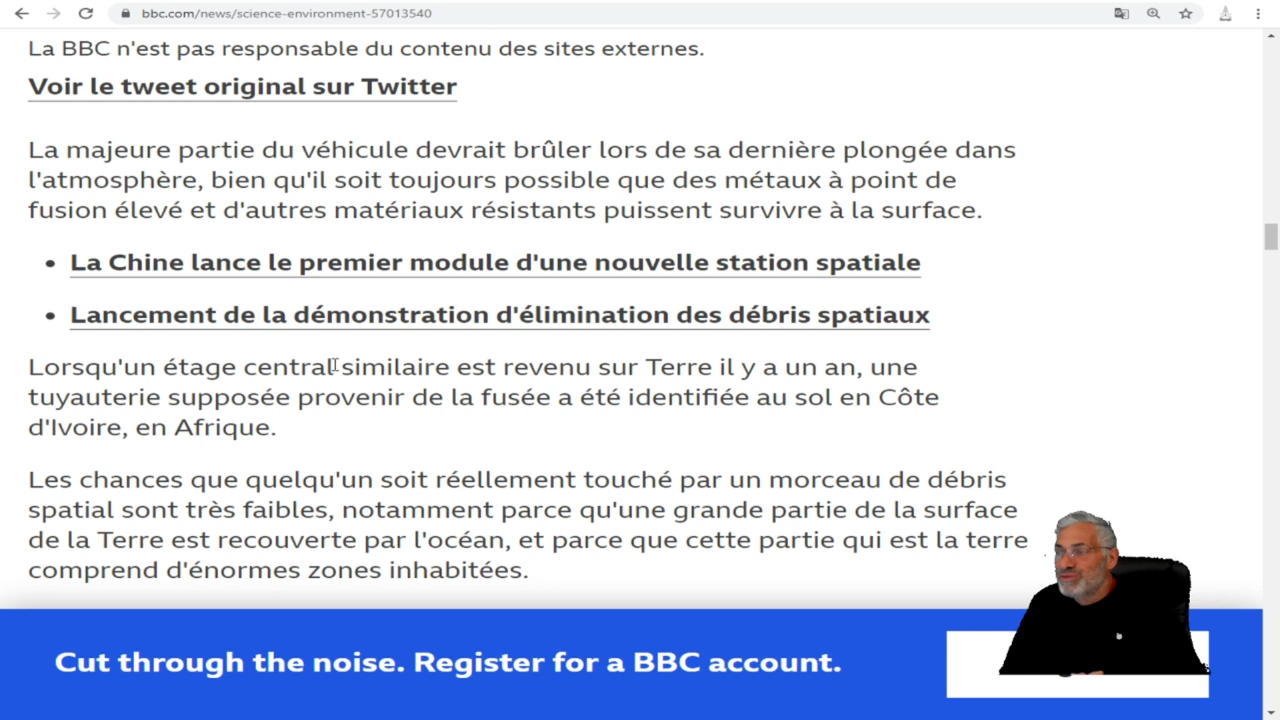 bbc.com/news/science-environment-57013540
La BBC n'est pas responsable du contenu des sites externes.
Voir le tweet original sur Twitter
La majeure partie du véhicule devrait brûler lors de sa dernière plongée dans
l'atmosphère, bien qu'il soit toujours possible que des métaux à point de
fusion élevé et d'autres matériaux résistants puissent survivre à la surface.
• La Chine lance le premier module d'une nouvelle station spatiale
• Lancement de la démonstration d'élimination des débris spatiaux
Lorsqu'un étage central similaire est revenu sur Terre il y a un an, une
tuyauterie supposée provenir de la fusée a été identifiée au sol en Côte
d'Ivoire, en Afrique.
Les chances que quelqu'un soit réellement touché par un morceau de débris
spatial sont très faibles, notamment parce qu'une grande partie de la surface
de la Terre est recouverte par l'océan, et parce que cette partie qui est la terre
comprend d'énormes zones inhabitées.
Cut through the noise. Register for a BBC account.